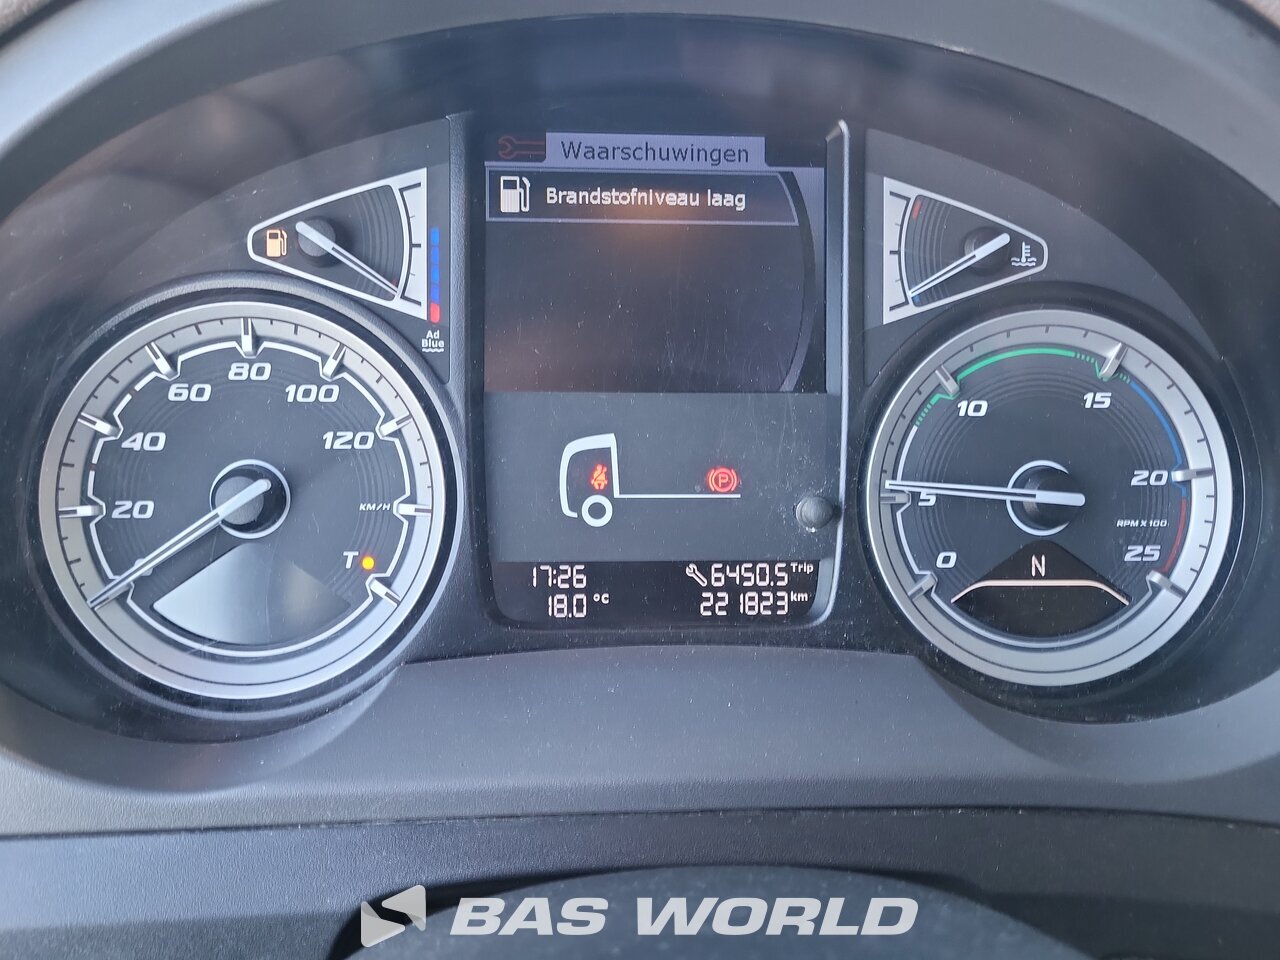 Waarschuwingen
Brandstofniveau laag
Ad
Blue
20
40
60
80
100
120
KM/H
T
P
17:26
18.0 °C
6450.5 Trip
221823 km
0
5
10
15
20
25
RPM X 100
N
BAS WORLD